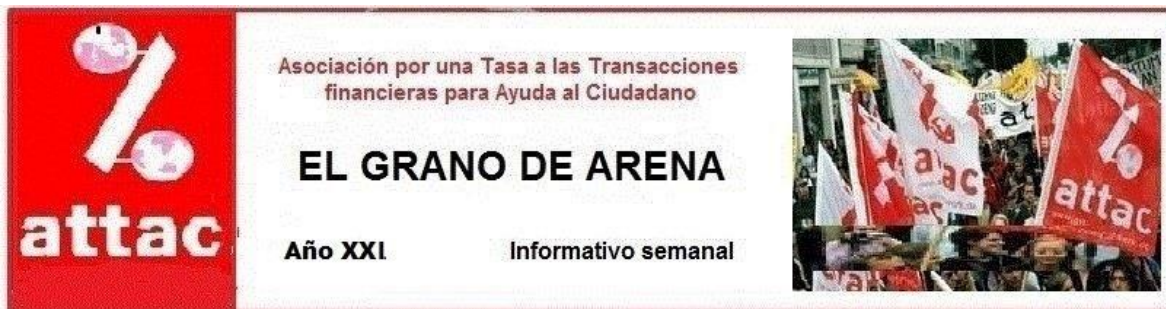 attac
Asociación por una Tasa a las Transacciones
financieras para Ayuda al Ciudadano
EL GRANO DE ARENA
Año XXI
Informativo semanal
attac
attac
at